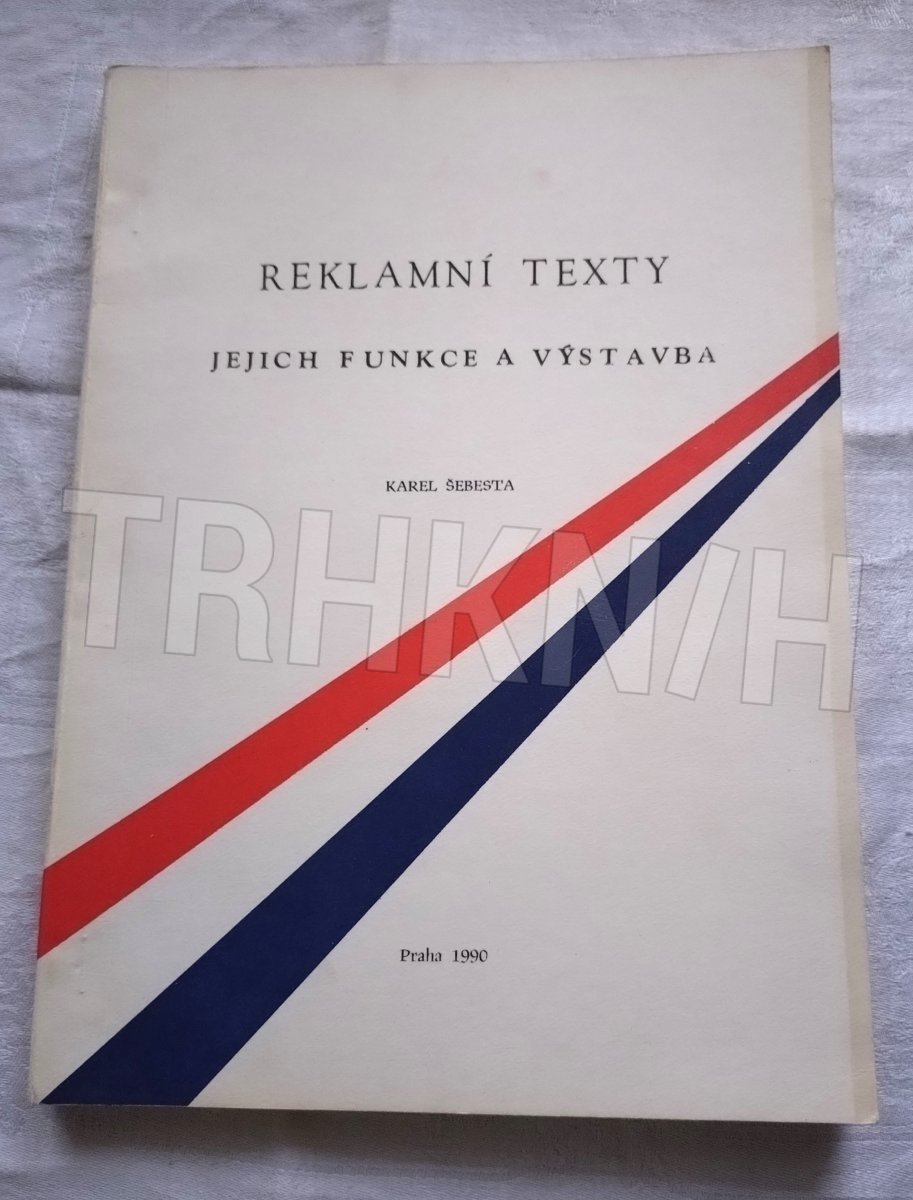 REKLAMNÍ TEXTY
JEJICH FUNKCE A VÝSTAVBA
KAREL ŠEBESTA
TRHKNIH
Praha 1990